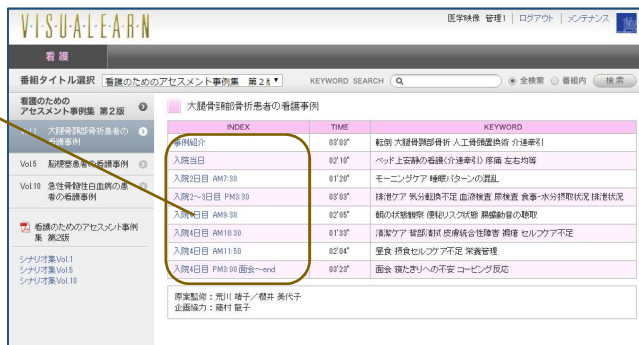 V·I·S·U·A·L·E·A·R·N
医学映像 管理1 | ログアウト | メンテナンス
看護
番組タイトル選択 看護のためのアセスメント事例集 第2
KEYWORD SEARCH 全検索 番組内 検索
看護のための
アセスメント事例集 第2版
大腿骨頸部骨折患者の看護事例
Vol.1 大腿骨頸部骨折患者の
看護事例
Vol.5 脳梗塞患者の看護事例
Vol.10 急性骨髄性白血病の患
者の看護事例
看護のためのアセスメント事例
集 第2版
シナリオ集Vol.1
シナリオ集Vol.5
シナリオ集Vol.10
INDEX TIME KEYWORD
事例紹介 03'03" 転倒 大腿骨頸部骨折 人工骨頭置換術 介達牽引
入院当日 02'10" ベッド上安静の看護(介達牽引) 疼痛 左右均等
入院2日目 AM7:30 01'20" モーニングケア 睡眠パターンの混乱
入院2～3日目 PM3:30 03'03" 排泄ケア 気分転換不足 血液検査 尿検査 食事-水分摂取状況 排泄状況
入院4日目 AM9:30 02'05" 朝の状態観察 便秘リスク状態 腸蠕動音の聴取
入院4日目 AM10:30 01'33" 清潔ケア 背部清拭 皮膚統合性障害 褥瘡 セルフケア不足
入院4日目 AM11:50 02'04" 昼食 摂食セルフケア不足 栄養管理
入院4日目 PM3:00 面会～end 03'23" 面会 寝たきりへの不安 コーピング反応
原案監修：荒川 靖子／櫻井 美代子
企画協力：藤村 龍子